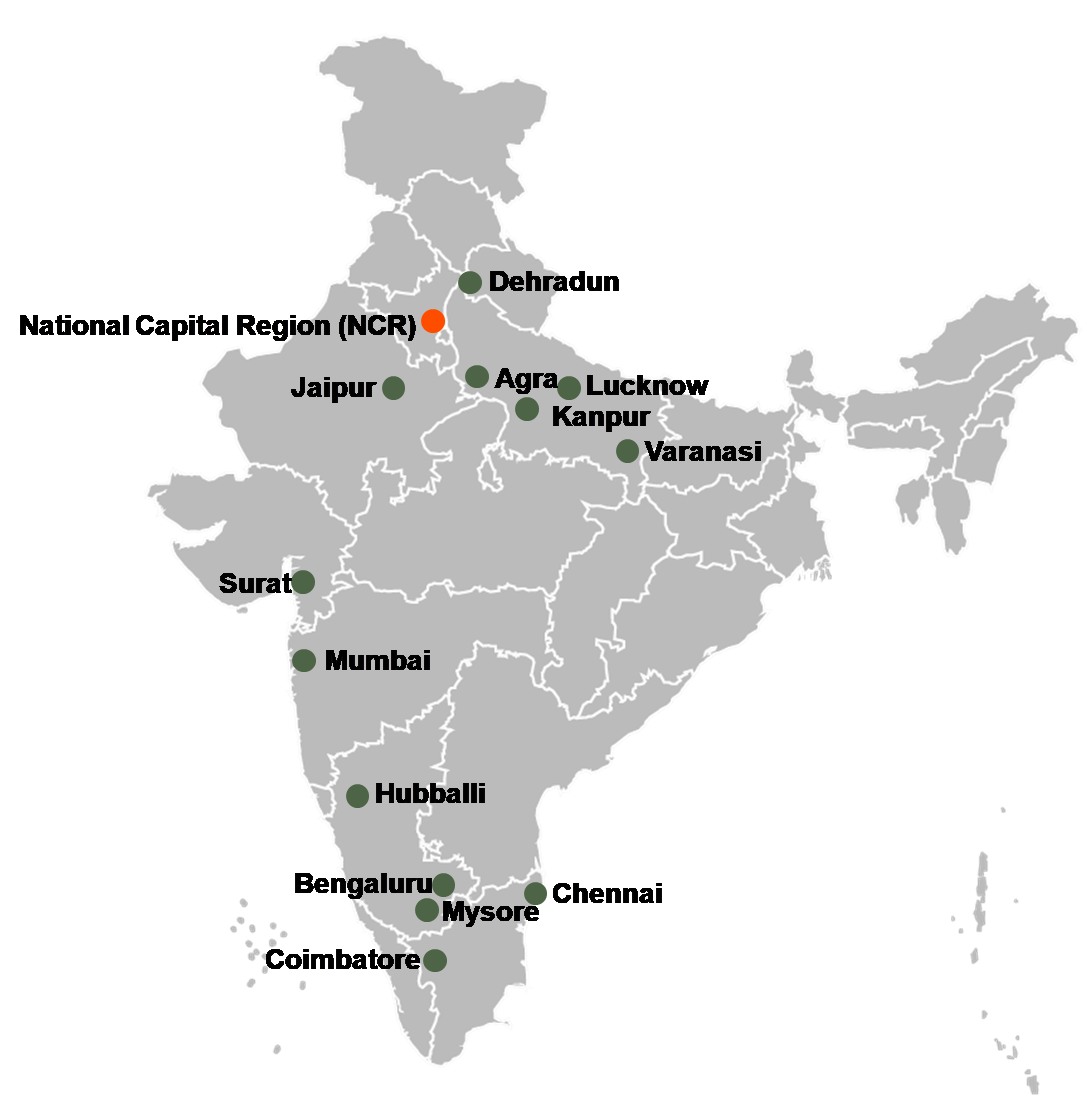 Dehradun
National Capital Region (NCR)
Agra
Lucknow
Jaipur
Kanpur
Varanasi
Surat
Mumbai
Hubballi
Bengaluru
Chennai
Mysore
Coimbatore